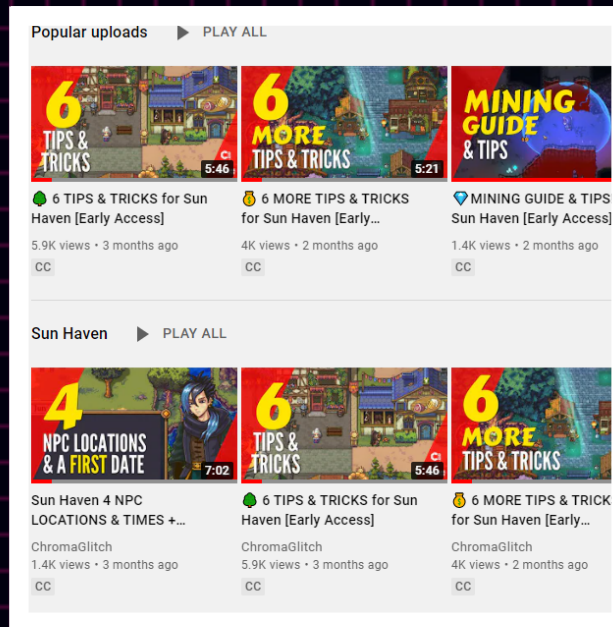 Popular uploads PLAY ALL
6
TIPS &
TRICKS
5:46
6
MORE
TIPS & TRICKS
5:21
MINING
GUIDE
& TIPS
🌳 6 TIPS & TRICKS for Sun
Haven [Early Access]
5.9K views • 3 months ago
CC
💰 6 MORE TIPS & TRICKS
for Sun Haven [Early...
4K views • 2 months ago
CC
💎MINING GUIDE & TIPS
Sun Haven [Early Access]
1.4K views • 2 months ago
CC
Sun Haven PLAY ALL
4
NPC LOCATIONS
& A FIRST DATE
7:02
6
TIPS &
TRICKS
5:46
6
MORE
TIPS & TRICKS
Sun Haven 4 NPC
LOCATIONS & TIMES +...
ChromaGlitch
1.4K views • 3 months ago
CC
🌳 6 TIPS & TRICKS for Sun
Haven [Early Access]
ChromaGlitch
5.9K views • 3 months ago
CC
💰 6 MORE TIPS & TRICK
for Sun Haven [Early...
ChromaGlitch
4K views • 2 months ago
CC